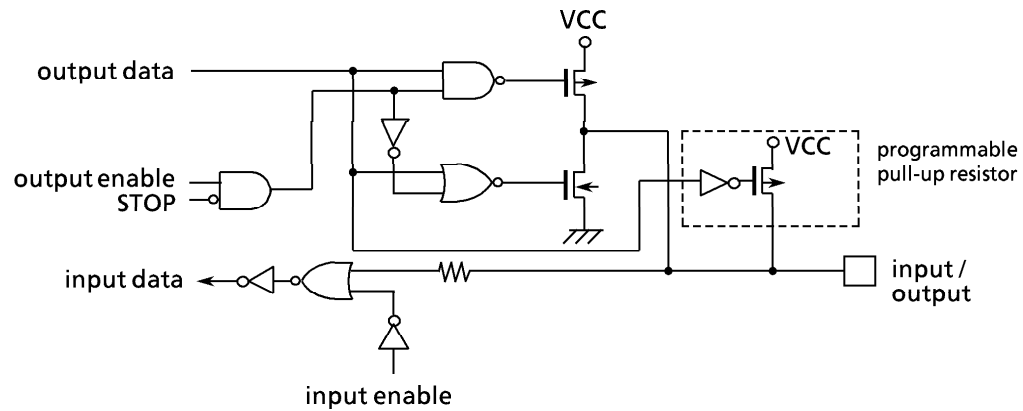 VCC
output data
VCC
programmable
pull-up resistor
output enable
STOP
input data
input /
output
input enable